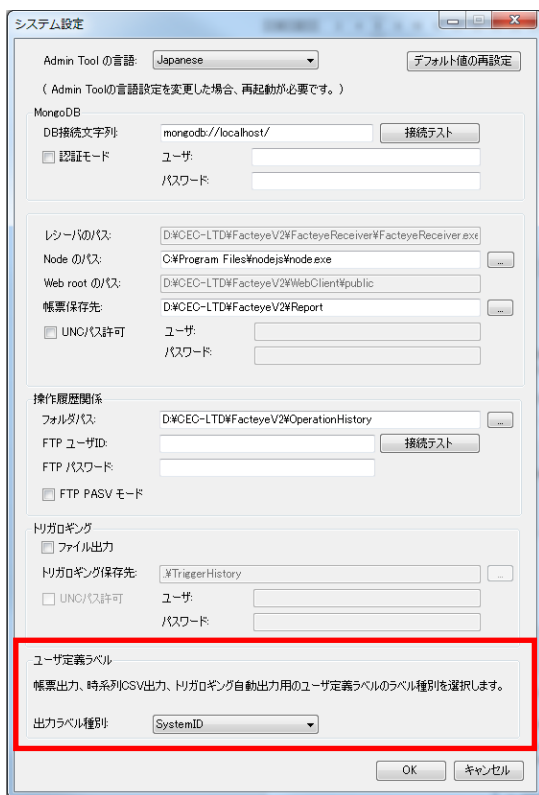 システム設定
Admin Tool の言語: Japanese デフォルト値の再設定
( Admin Toolの言語設定を変更した場合、再起動が必要です。)
MongoDB
DB接続文字列: mongodb://localhost/ 接続テスト
認証モード ユーザ:
パスワード:
レシーバのパス: D:¥CEC-LTD¥FacteyeV2¥FacteyeReceiver¥FacteyeReceiver.exe
Node のパス: C:¥Program Files¥nodejs¥node.exe ...
Web root のパス: D:¥CEC-LTD¥FacteyeV2¥WebClient¥public
帳票保存先: D:¥CEC-LTD¥FacteyeV2¥Report ...
UNCパス許可 ユーザ:
パスワード:
操作履歴関係
フォルダパス: D:¥CEC-LTD¥FacteyeV2¥OperationHistory ...
FTP ユーザID: 接続テスト
FTP パスワード:
FTP PASV モード
トリガロギング
ファイル出力
トリガロギング保存先: .¥TriggerHistory ...
UNCパス許可 ユーザ:
パスワード:
ユーザ定義ラベル
帳票出力、時系列CSV出力、トリガロギング自動出力用のユーザ定義ラベルのラベル種別を選択します。
出力ラベル種別: SystemID
OK キャンセル